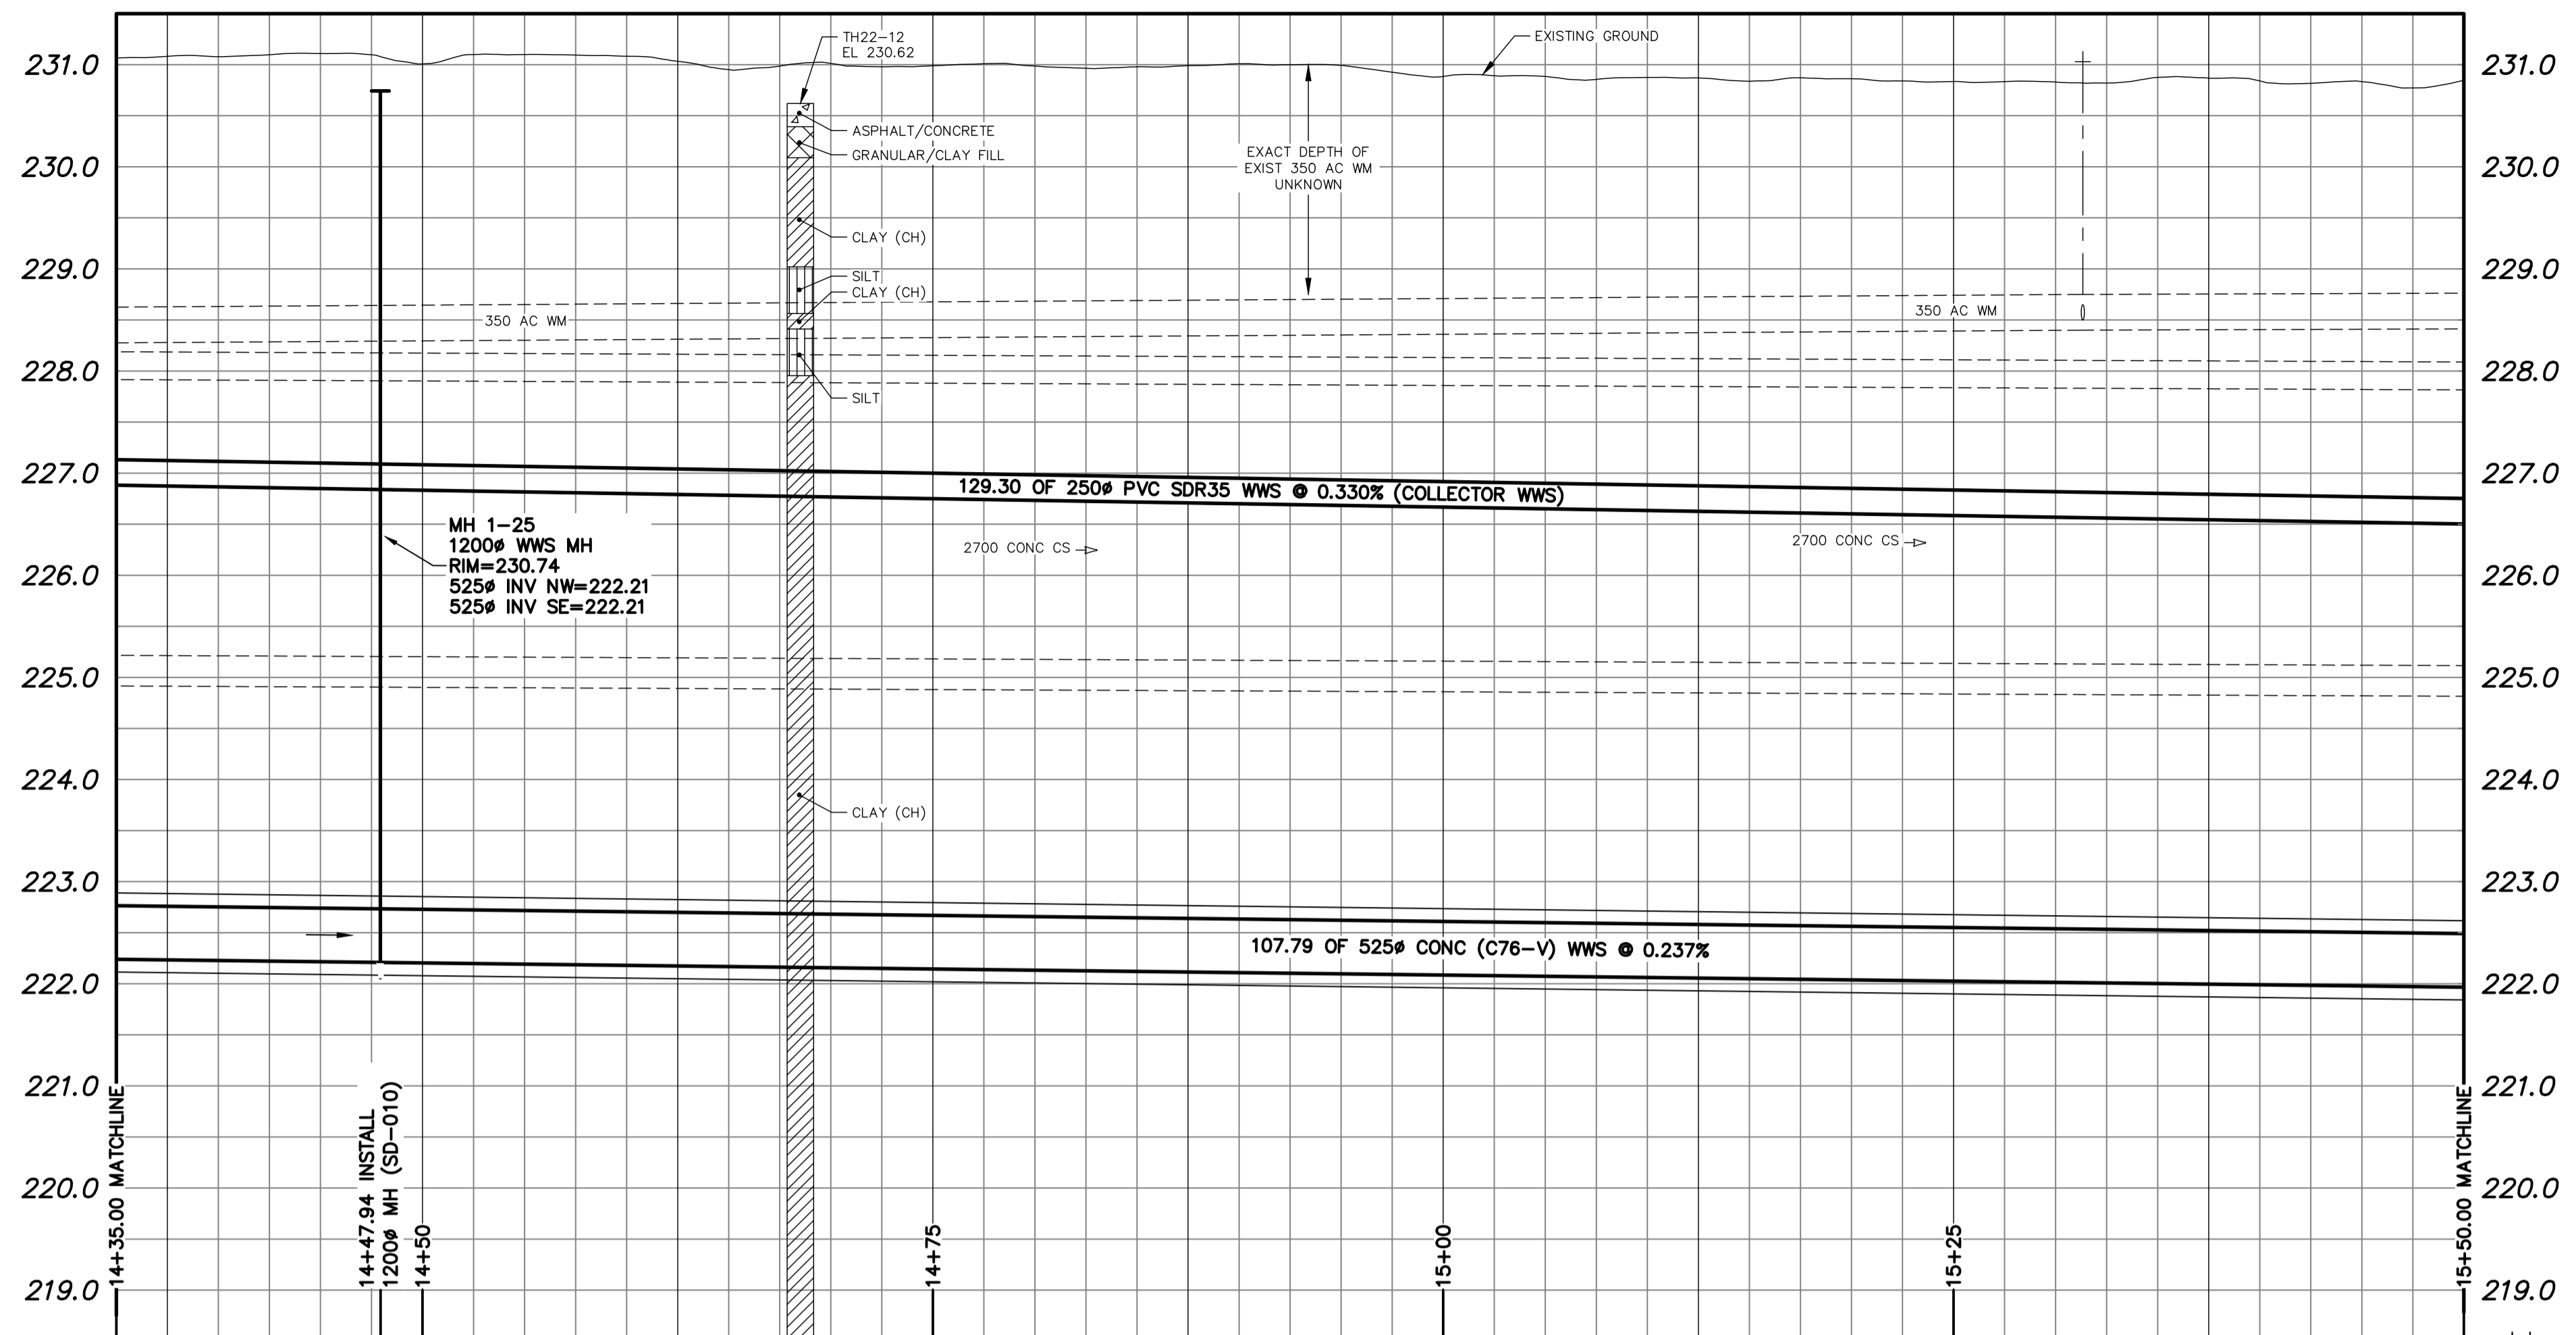 TH22-12
EL 230.62
EXISTING GROUND
231.0
231.0
ASPHALT/CONCRETE
GRANULAR/CLAY FILL
EXACT DEPTH OF
EXIST 350 AC WM
UNKNOWN
230.0
230.0
CLAY (CH)
229.0
229.0
SILT
CLAY (CH)
350 AC WM
350 AC WM
228.0
228.0
SILT
227.0
227.0
129.30 OF 250ø PVC SDR35 WWS @ 0.330% (COLLECTOR WWS)
MH 1-25
1200ø WWS MH
RIM=230.74
525ø INV NW=222.21
525ø INV SE=222.21
2700 CONC CS
2700 CONC CS
226.0
226.0
225.0
225.0
224.0
224.0
CLAY (CH)
223.0
223.0
107.79 OF 525ø CONC (C76-V) WWS @ 0.237%
222.0
222.0
221.0
221.0
220.0
220.0
219.0
219.0
14+35.00 MATCHLINE
14+47.94 INSTALL
1200ø MH (SD-010)
14+50
14+75
15+00
15+25
15+50.00 MATCHLINE